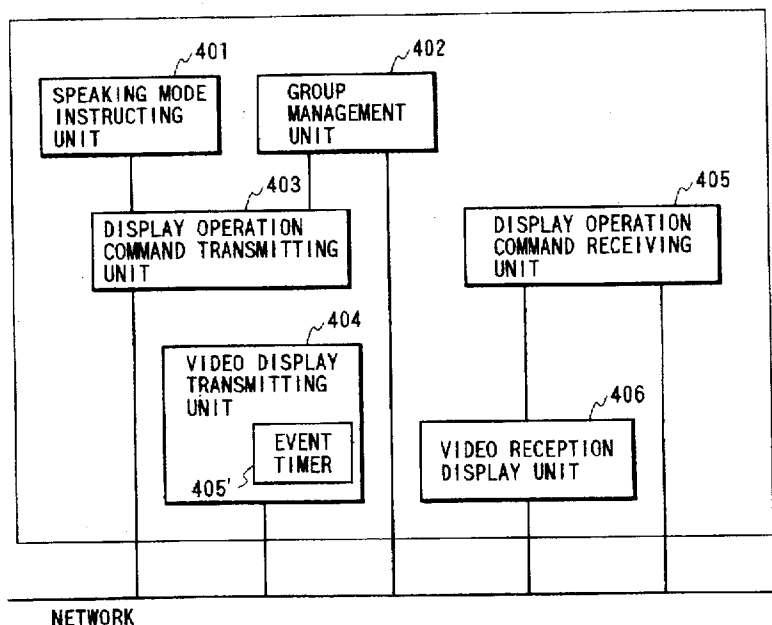 401
SPEAKING MODE
INSTRUCTING
UNIT
402
GROUP
MANAGEMENT
UNIT
403
DISPLAY OPERATION
COMMAND TRANSMITTING
UNIT
405
DISPLAY OPERATION
COMMAND RECEIVING
UNIT
404
VIDEO DISPLAY
TRANSMITTING
UNIT
EVENT
TIMER
405'
406
VIDEO RECEPTION
DISPLAY UNIT
NETWORK